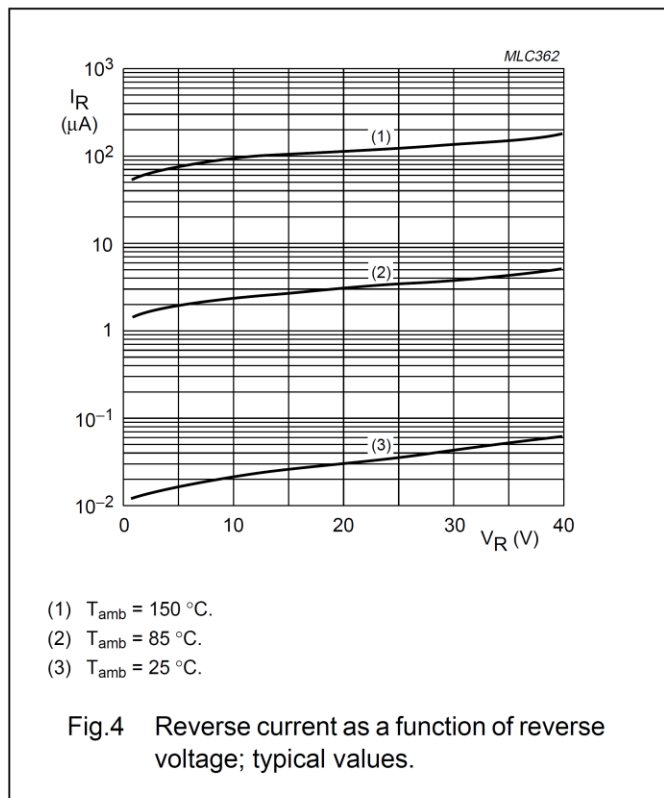 MLC362
10³
I_R
(μA)
(1)
10²
10
(2)
1
10⁻¹
(3)
10⁻²
0 10 20 30 40
V_R (V)
(1) T_amb = 150 °C.
(2) T_amb = 85 °C.
(3) T_amb = 25 °C.
Fig.4 Reverse current as a function of reverse
voltage; typical values.